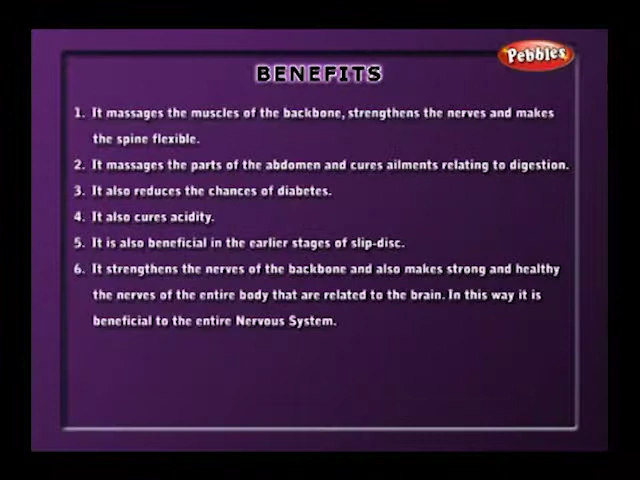 Pebbles
BENEFITS
1. It massages the muscles of the backbone, strengthens the nerves and makes
the spine flexible.
2. It massages the parts of the abdomen and cures ailments relating to digestion.
3. It also reduces the chances of diabetes.
4. It also cures acidity.
5. It is also beneficial in the earlier stages of slip-disc.
6. It strengthens the nerves of the backbone and also makes strong and healthy
the nerves of the entire body that are related to the brain. In this way it is
beneficial to the entire Nervous System.